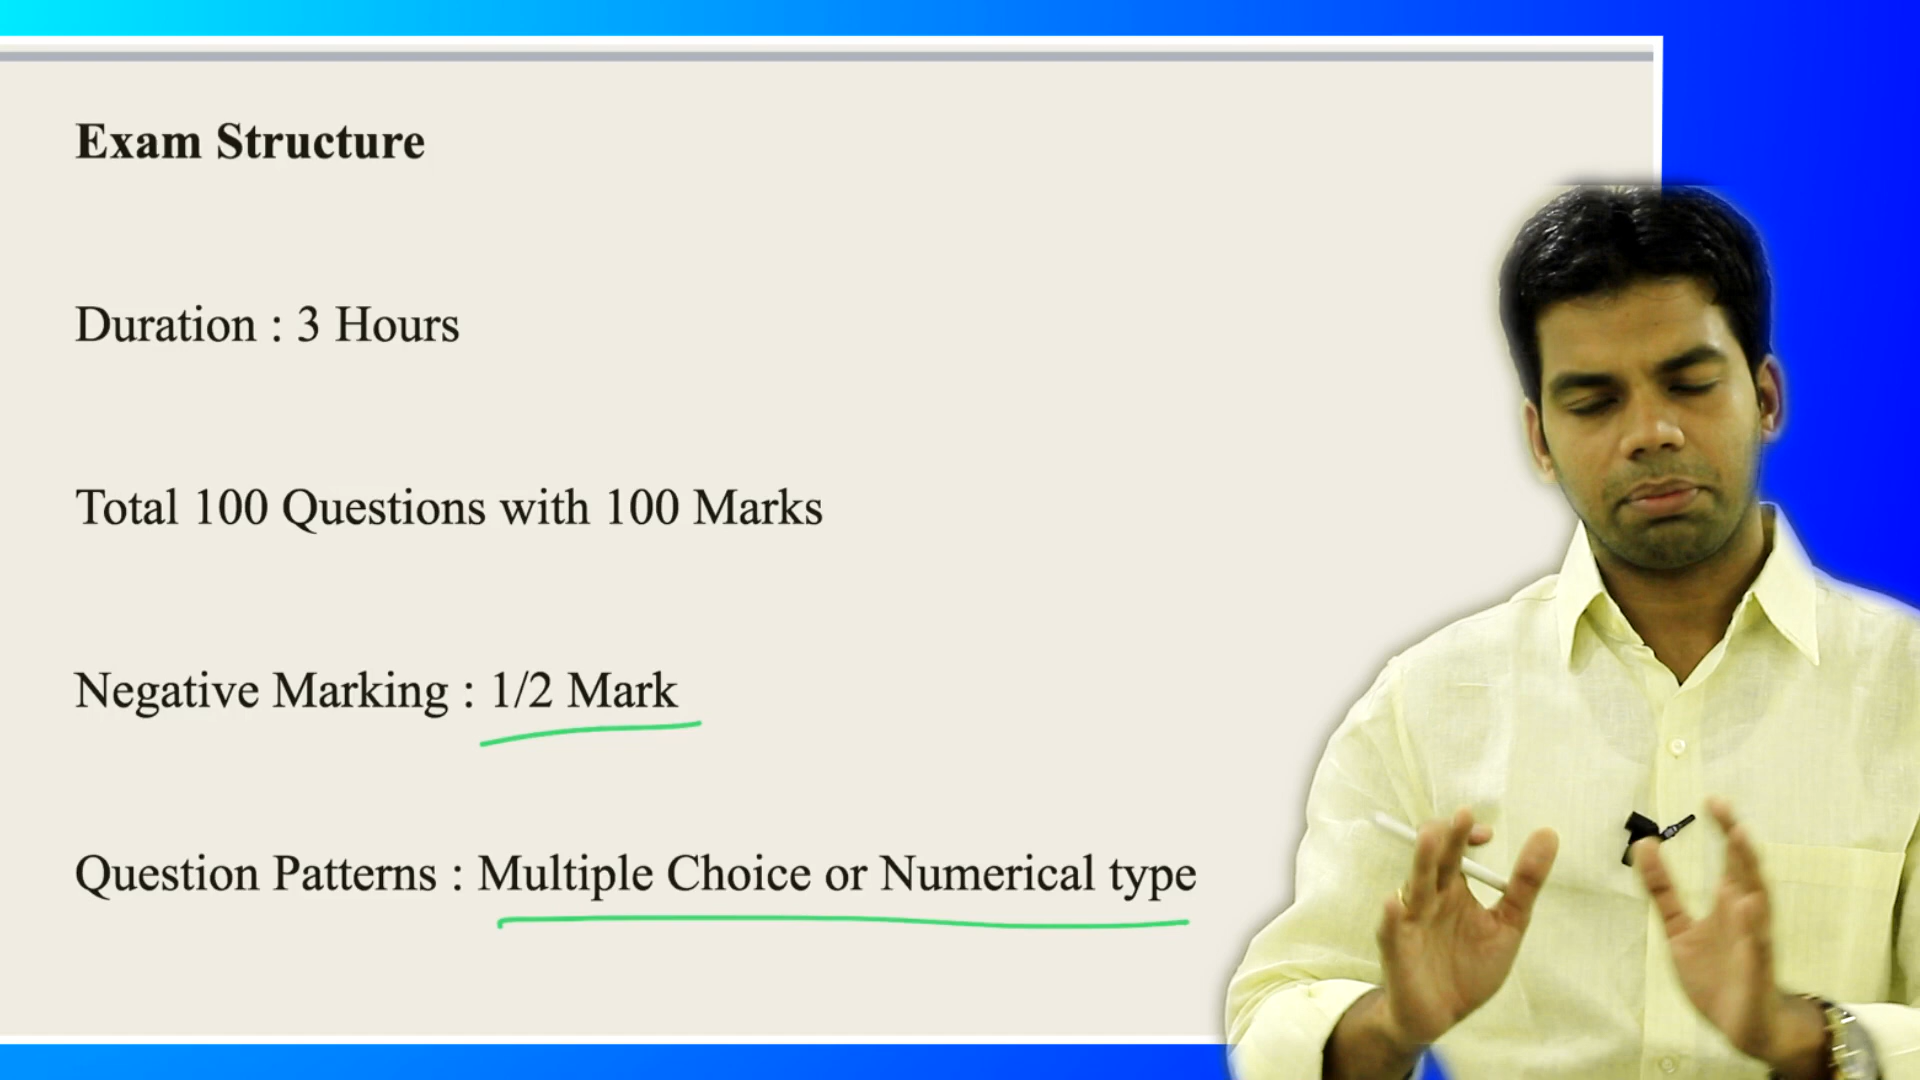 Exam Structure
Duration : 3 Hours
Total 100 Questions with 100 Marks
Negative Marking : 1/2 Mark
Question Patterns : Multiple Choice or Numerical type